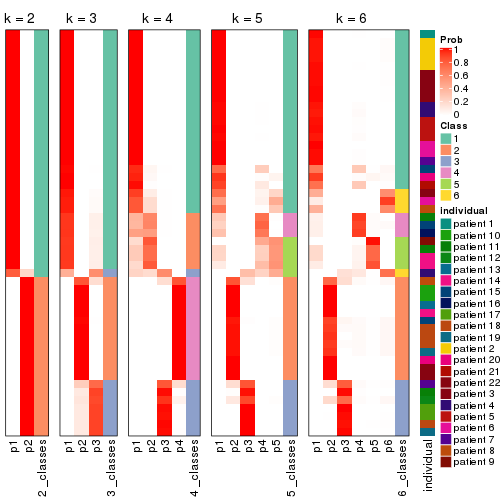 k = 2
k = 3
k = 4
k = 5
k = 6
p1
p2
2_classes
p1
p2
p3
3_classes
p1
p2
p3
p4
4_classes
p1
p2
p3
p4
p5
5_classes
p1
p2
p3
p4
p5
p6
6_classes
individual
Prob
1
0.8
0.6
0.4
0.2
0
Class
1
2
3
4
5
6
Individual
patient 1
patient 10
patient 11
patient 12
patient 13
patient 14
patient 15
patient 16
patient 17
patient 18
patient 19
patient 2
patient 20
patient 21
patient 22
patient 3
patient 4
patient 5
patient 6
patient 7
patient 8
patient 9